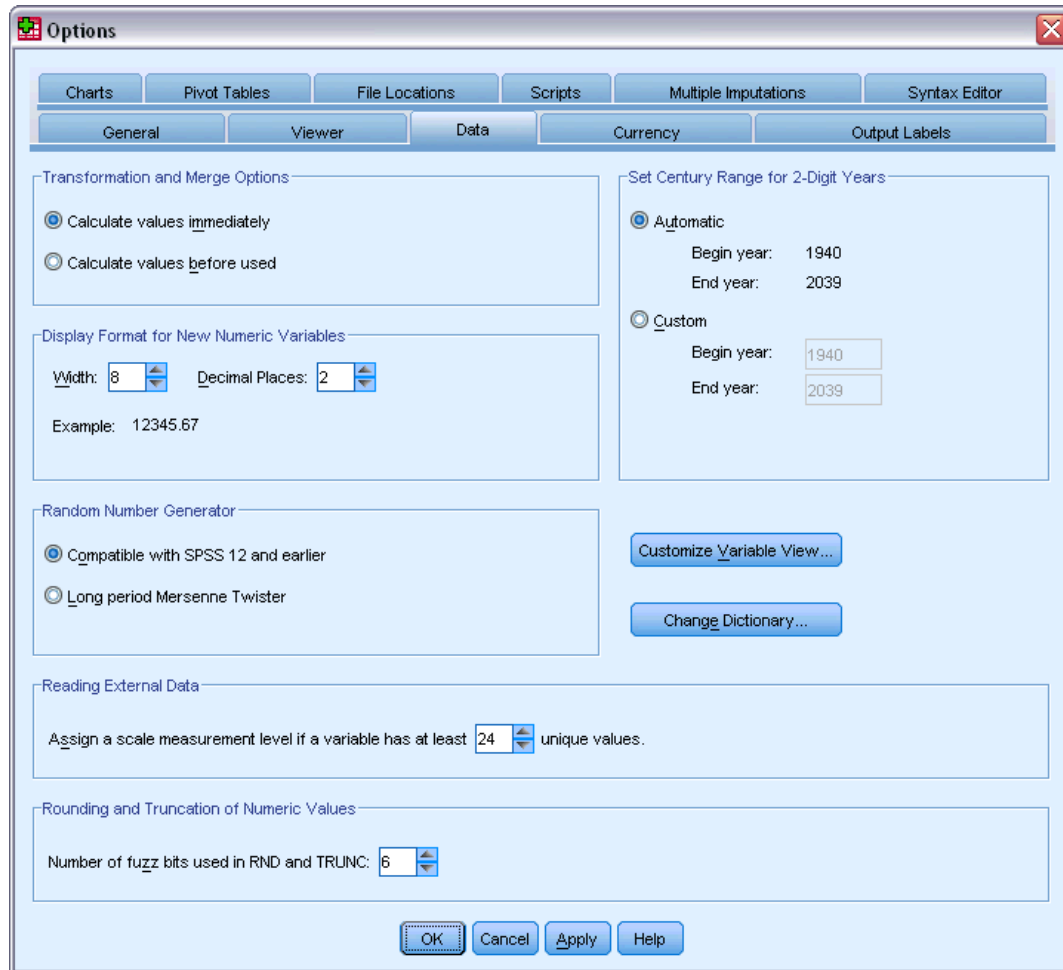 Options
Charts Pivot Tables File Locations Scripts Multiple Imputations Syntax Editor
General Viewer Data Currency Output Labels
Transformation and Merge Options
Calculate values immediately
Calculate values before used
Set Century Range for 2-Digit Years
Automatic
Begin year: 1940
End year: 2039
Custom
Begin year: 1940
End year: 2039
Display Format for New Numeric Variables
Width: 8 Decimal Places: 2
Example: 12345.67
Random Number Generator
Compatible with SPSS 12 and earlier
Long period Mersenne Twister
Customize Variable View...
Change Dictionary...
Reading External Data
Assign a scale measurement level if a variable has at least 24 unique values.
Rounding and Truncation of Numeric Values
Number of fuzz bits used in RND and TRUNC: 6
OK Cancel Apply Help